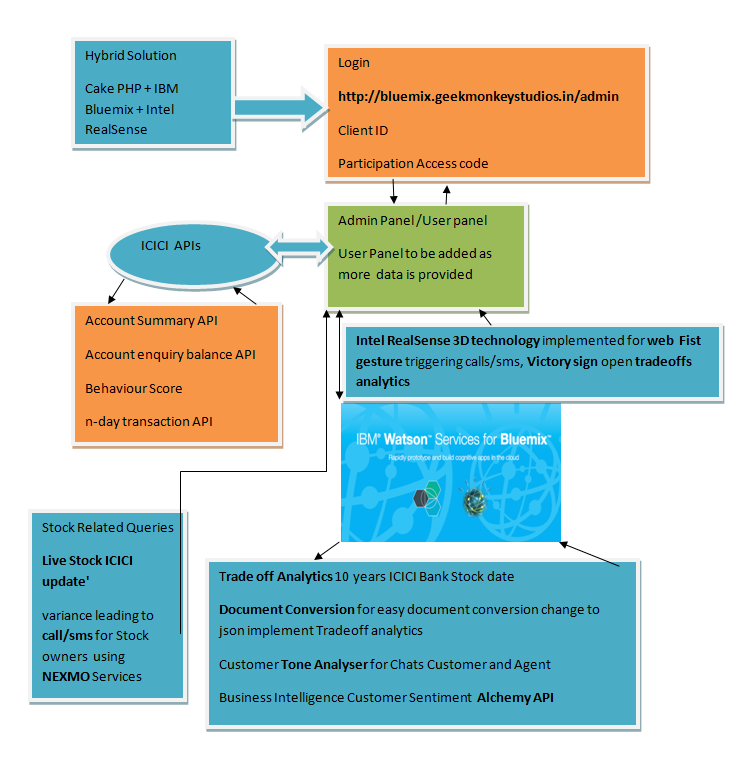 Hybrid Solution
Cake PHP + IBM
Bluemix + Intel
RealSense
Login
http://bluemix.geekmonkeystudios.in/admin
Client ID
Participation Access code
ICICI APIs
Admin Panel /User panel
User Panel to be added as
more data is provided
Account Summary API
Account enquiry balance API
Behaviour Score
n-day transaction API
Intel RealSense 3D technology implemented for web Fist
gesture triggering calls/sms, Victory sign open tradeoffs
analytics
IBM® Watson™ Services for Bluemix™
Rapidly prototype and build cognitive apps in the cloud
Stock Related Queries
Live Stock ICICI
update'
variance leading to
call/sms for Stock
owners using
NEXMO Services
Trade off Analytics 10 years ICICI Bank Stock date
Document Conversion for easy document conversion change to
json implement Tradeoff analytics
Customer Tone Analyser for Chats Customer and Agent
Business Intelligence Customer Sentiment Alchemy API